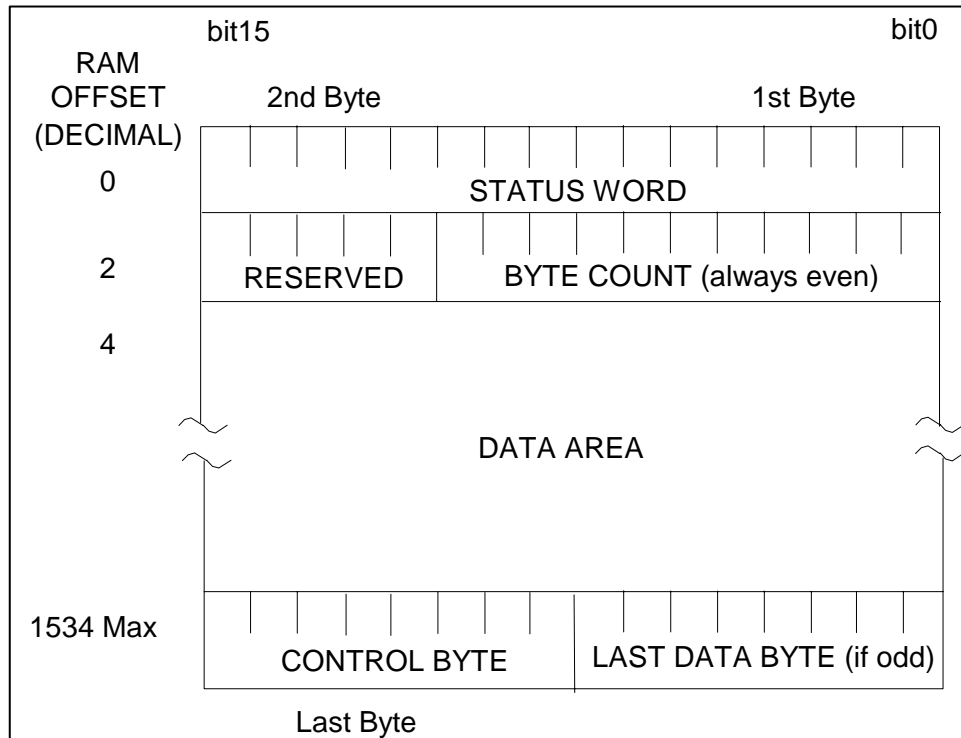 bit15 bit0
RAM
OFFSET
(DECIMAL)
2nd Byte 1st Byte
0 STATUS WORD
2 RESERVED BYTE COUNT (always even)
4
DATA AREA
1534 Max CONTROL BYTE LAST DATA BYTE (if odd)
Last Byte